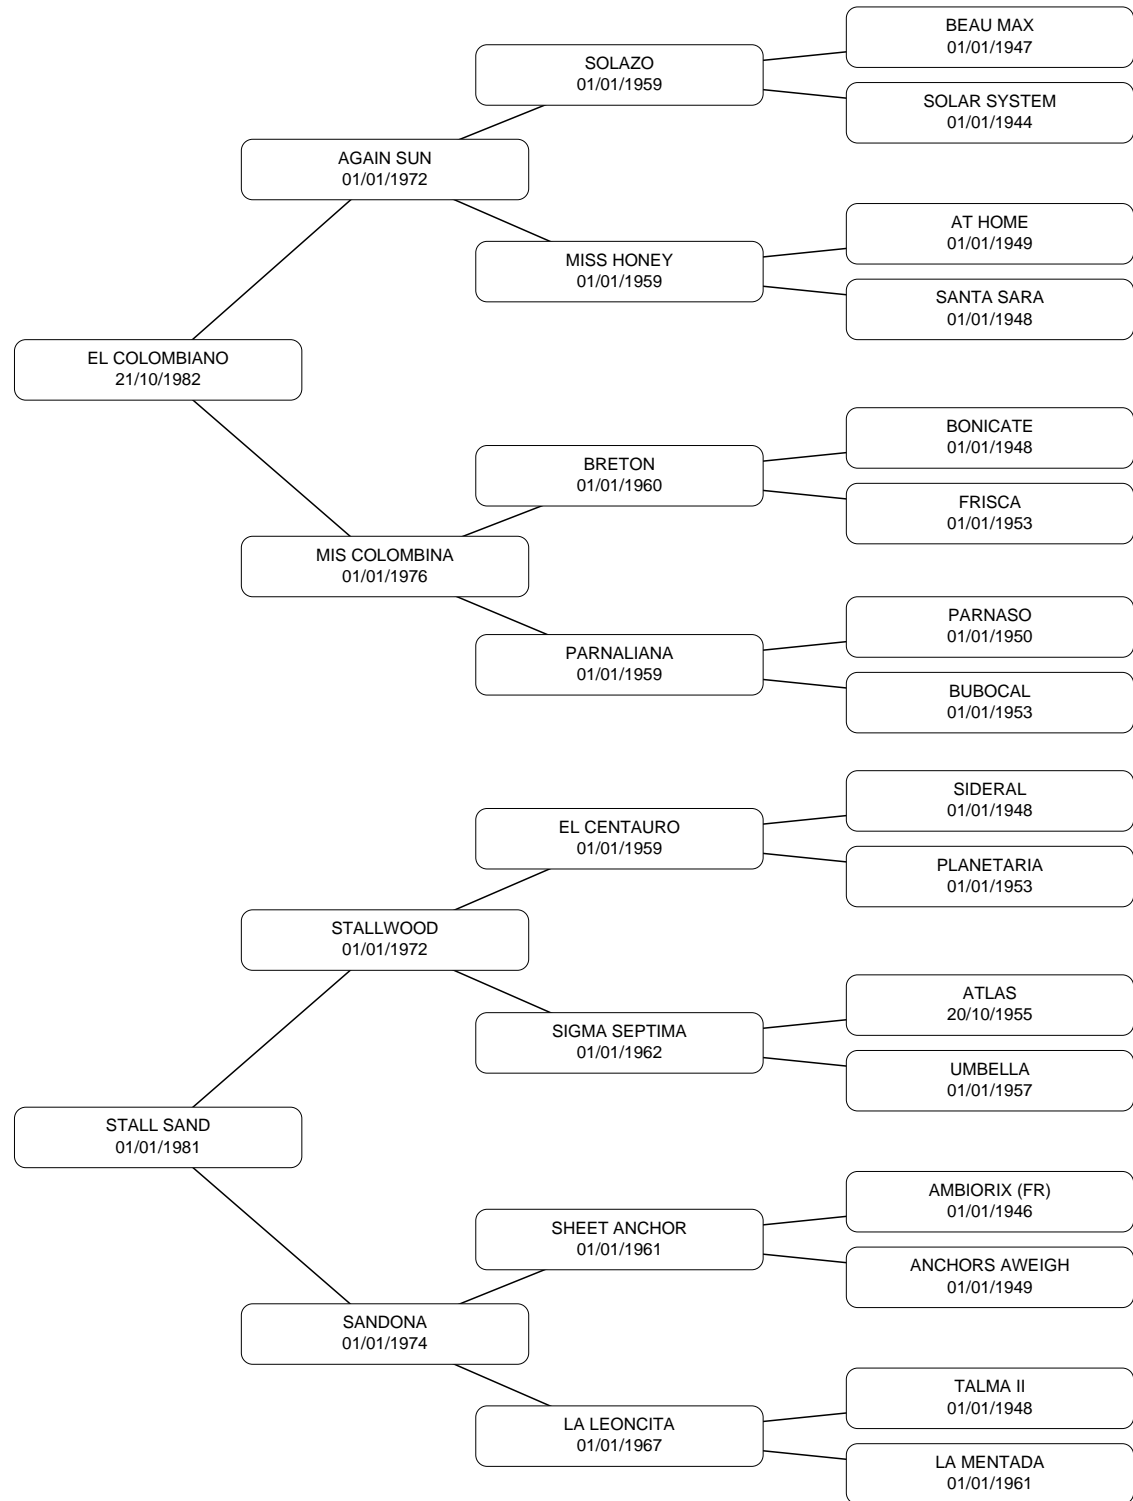 BEAU MAX
01/01/1947
SOLAZO
01/01/1959
SOLAR SYSTEM
01/01/1944
AGAIN SUN
01/01/1972
AT HOME
01/01/1949
MISS HONEY
01/01/1959
SANTA SARA
01/01/1948
EL COLOMBIANO
21/10/1982
BONICATE
01/01/1948
BRETON
01/01/1960
FRISCA
01/01/1953
MIS COLOMBINA
01/01/1976
PARNASO
01/01/1950
PARNALIANA
01/01/1959
BUBOCAL
01/01/1953
SIDERAL
01/01/1948
EL CENTAURO
01/01/1959
PLANETARIA
01/01/1953
STALLWOOD
01/01/1972
ATLAS
20/10/1955
SIGMA SEPTIMA
01/01/1962
UMBELLA
01/01/1957
STALL SAND
01/01/1981
AMBIORIX (FR)
01/01/1946
SHEET ANCHOR
01/01/1961
ANCHORS AWEIGH
01/01/1949
SANDONA
01/01/1974
TALMA II
01/01/1948
LA LEONCITA
01/01/1967
LA MENTADA
01/01/1961